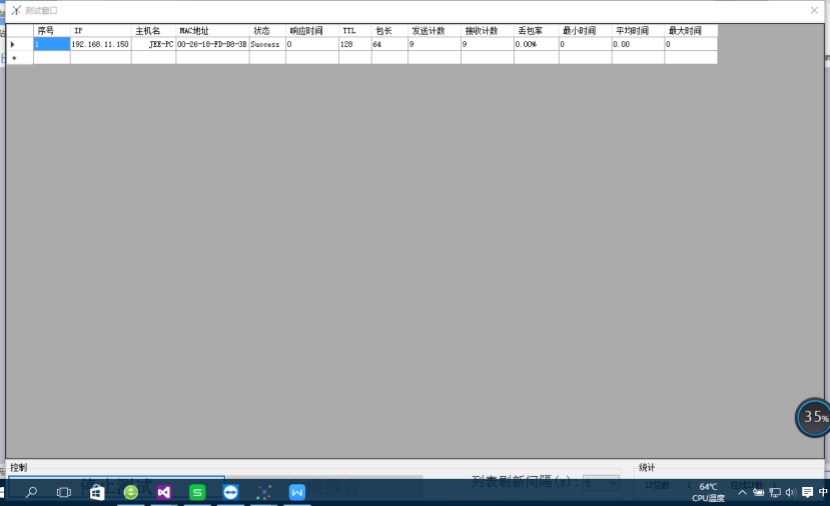 测试窗口
序号 IP 主机名 MAC地址 状态 响应时间 TTL 包长 发送计数 接收计数 丢包率 最小时间 平均时间 最大时间
1 192.168.11.150 JEE-PC 00-26-18-FD-D8-3B Success 0 128 64 9 9 0.00% 0 0.00 0
35%
控制 统计
停止测试 列表刷新间隔(s): 5
64℃
CPU温度
中